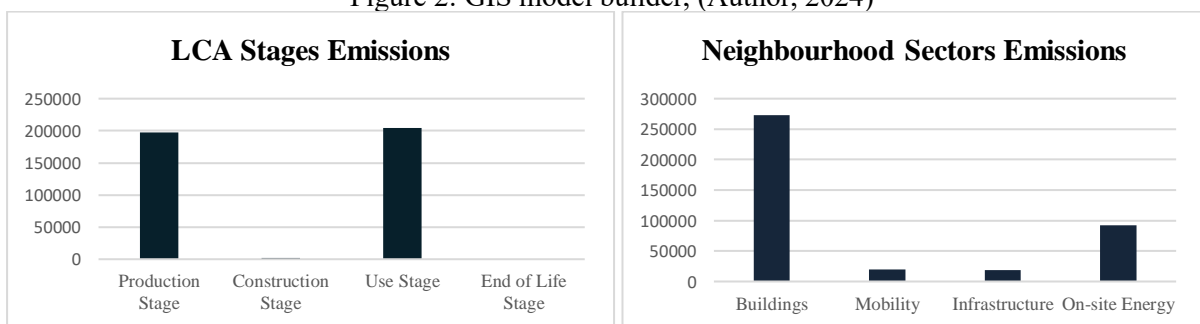 Figure 2: GIS model builder, (Author, 2024)
LCA Stages Emissions
250000
200000
150000
100000
50000
0
Production Stage
Construction Stage
Use Stage
End of Life Stage
Neighbourhood Sectors Emissions
300000
250000
200000
150000
100000
50000
0
Buildings
Mobility
Infrastructure
On-site Energy